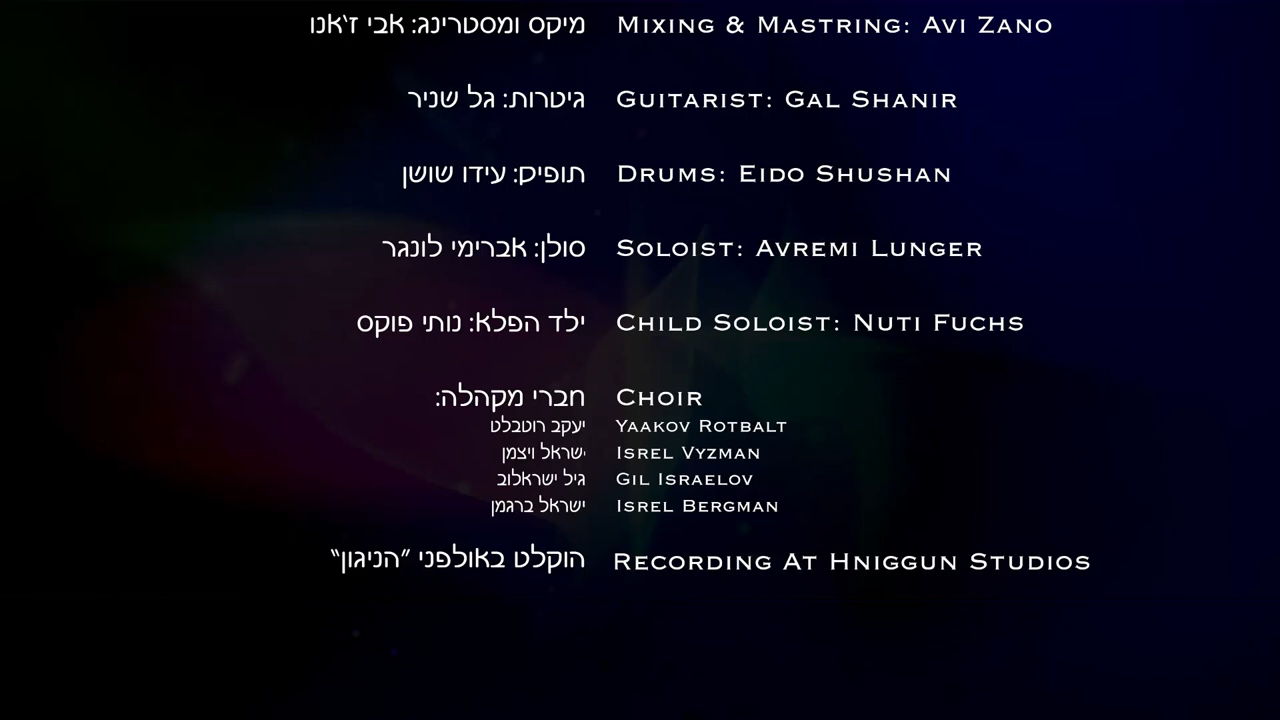 מיקס ומסטרינג: אבי ז'אנו Mixing & Mastring: Avi Zano
גיטרות: גל שניר Guitarist: Gal Shanir
תופים: עידו שושן Drums: Eido Shushan
סולן: אברימי לונגר Soloist: Avremi Lunger
ילד הפלא: נותי פוקס Child Soloist: Nuti Fuchs
חברי מקהלה: Choir
יעקב רוטבלט Yaakov Rotbalt
ישראל ויצמן Isrel Vyzman
גיל ישראלוב Gil Israelov
ישראל ברגמן Isrel Bergman
הוקלט באולפני "הניגון" Recording At Hniggun Studios